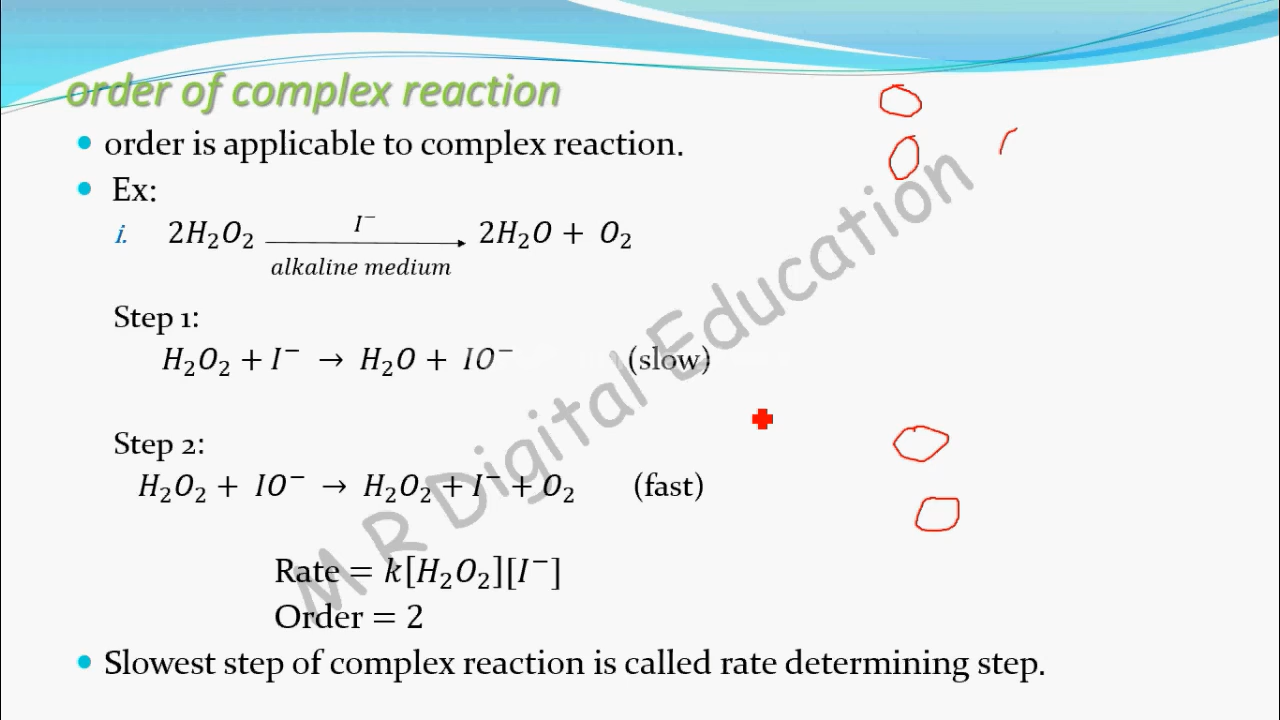 order of complex reaction
• order is applicable to complex reaction.
• Ex:
i. 2H₂O₂ —I⁻→ 2H₂O + O₂
alkaline medium
Step 1:
H₂O₂ + I⁻ → H₂O + IO⁻ (slow)
Step 2:
H₂O₂ + IO⁻ → H₂O₂ + I⁻ + O₂ (fast)
Rate = k[H₂O₂][I⁻]
Order = 2
• Slowest step of complex reaction is called rate determining step.
M R Digital Education